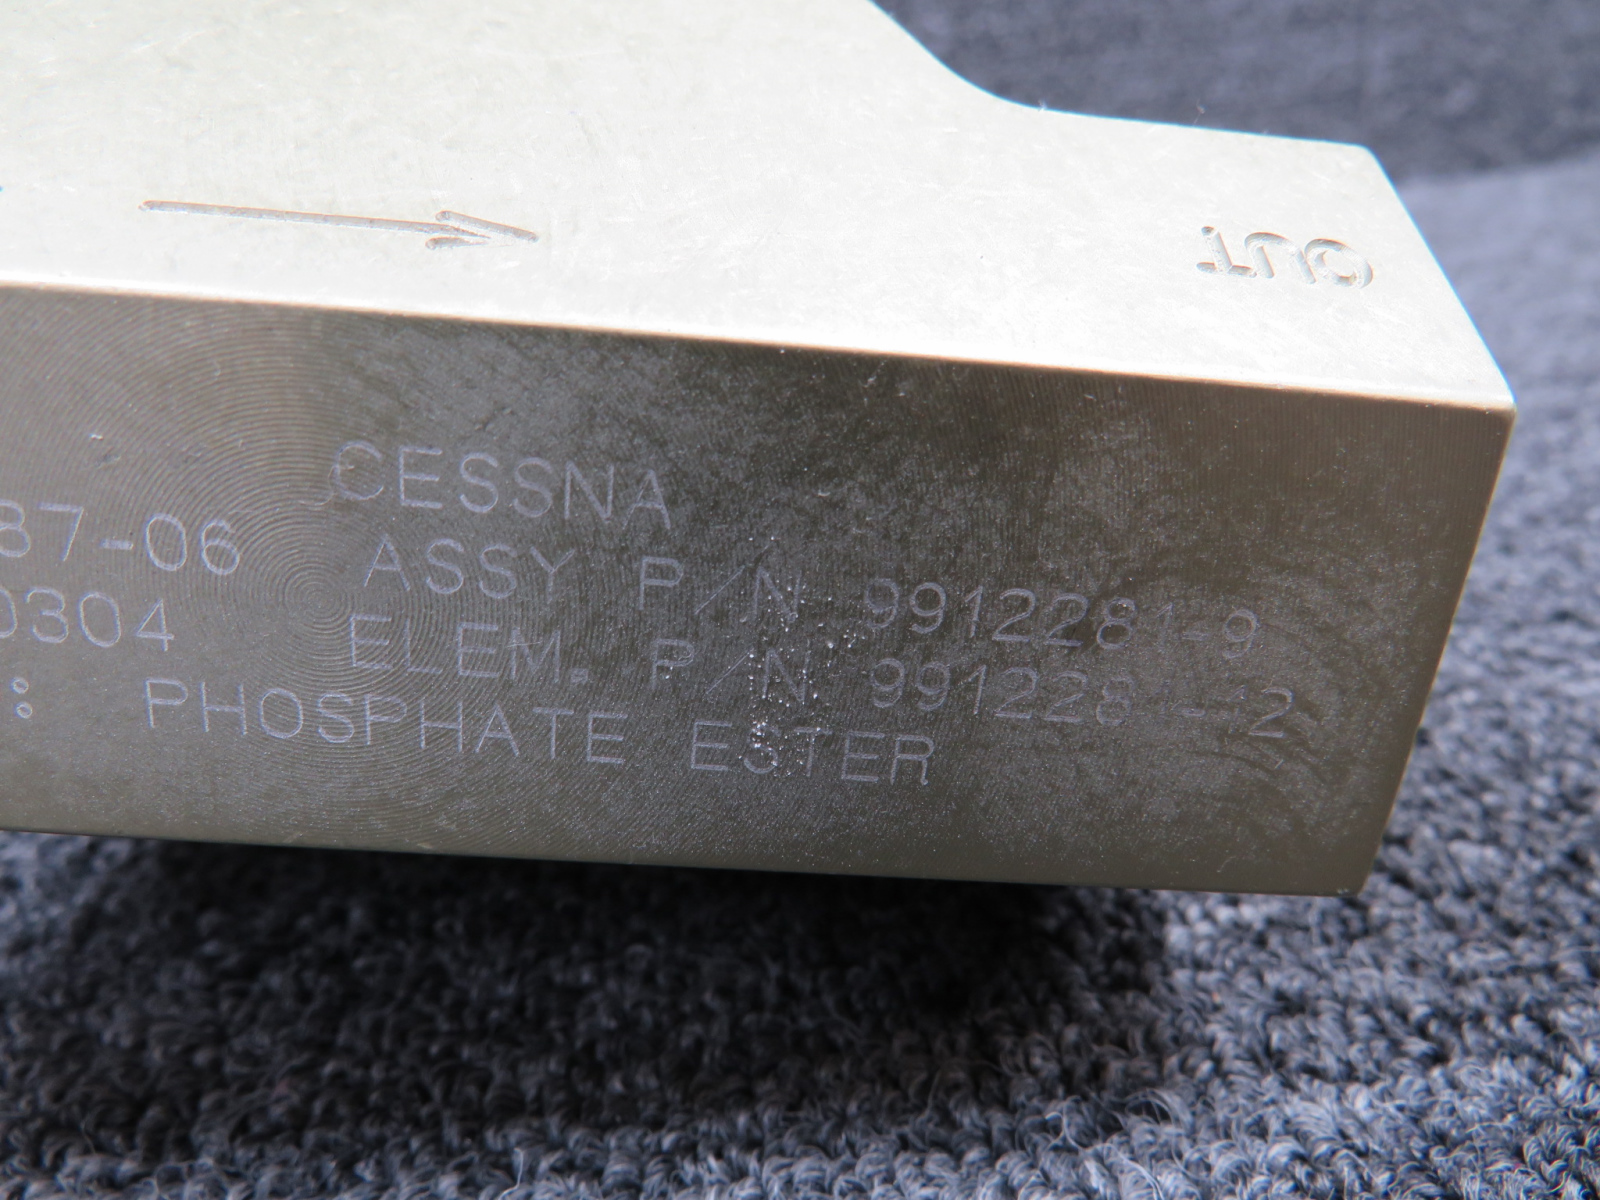 OUT
CESSNA
87-06 ASSY P/N 9912281-9
0304 ELEM. P/N 9912281-12
: PHOSPHATE ESTER